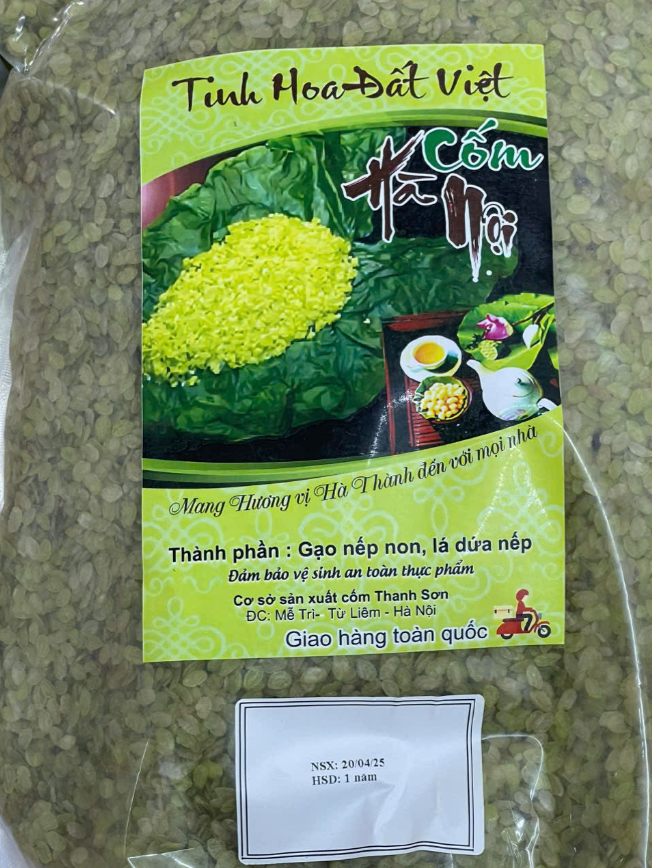 Tinh Hoa Đất Việt
Cốm
Hà Nội
Mang Hương vị Hà Thành đến với mọi nhà
Thành phần : Gạo nếp non, lá dứa nếp
Đảm bảo vệ sinh an toàn thực phẩm
Cơ sở sản xuất cốm Thanh Sơn
ĐC: Mễ Trì- Từ Liêm - Hà Nội
Giao hàng toàn quốc
NSX: 20/04/25
HSD: 1 năm